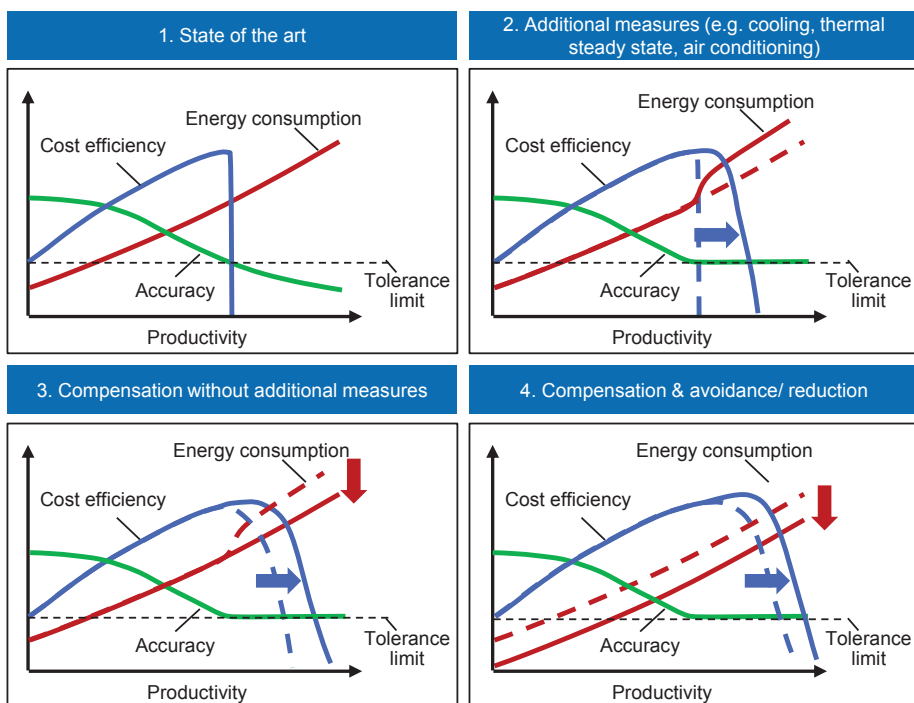 1. State of the art
Energy consumption
Cost efficiency
Accuracy
Tolerance
limit
Productivity
2. Additional measures (e.g. cooling, thermal
steady state, air conditioning)
Energy consumption
Cost efficiency
Accuracy
Tolerance
limit
Productivity
3. Compensation without additional measures
Energy consumption
Cost efficiency
Accuracy
Tolerance
limit
Productivity
4. Compensation & avoidance/ reduction
Energy consumption
Cost efficiency
Accuracy
Tolerance
limit
Productivity